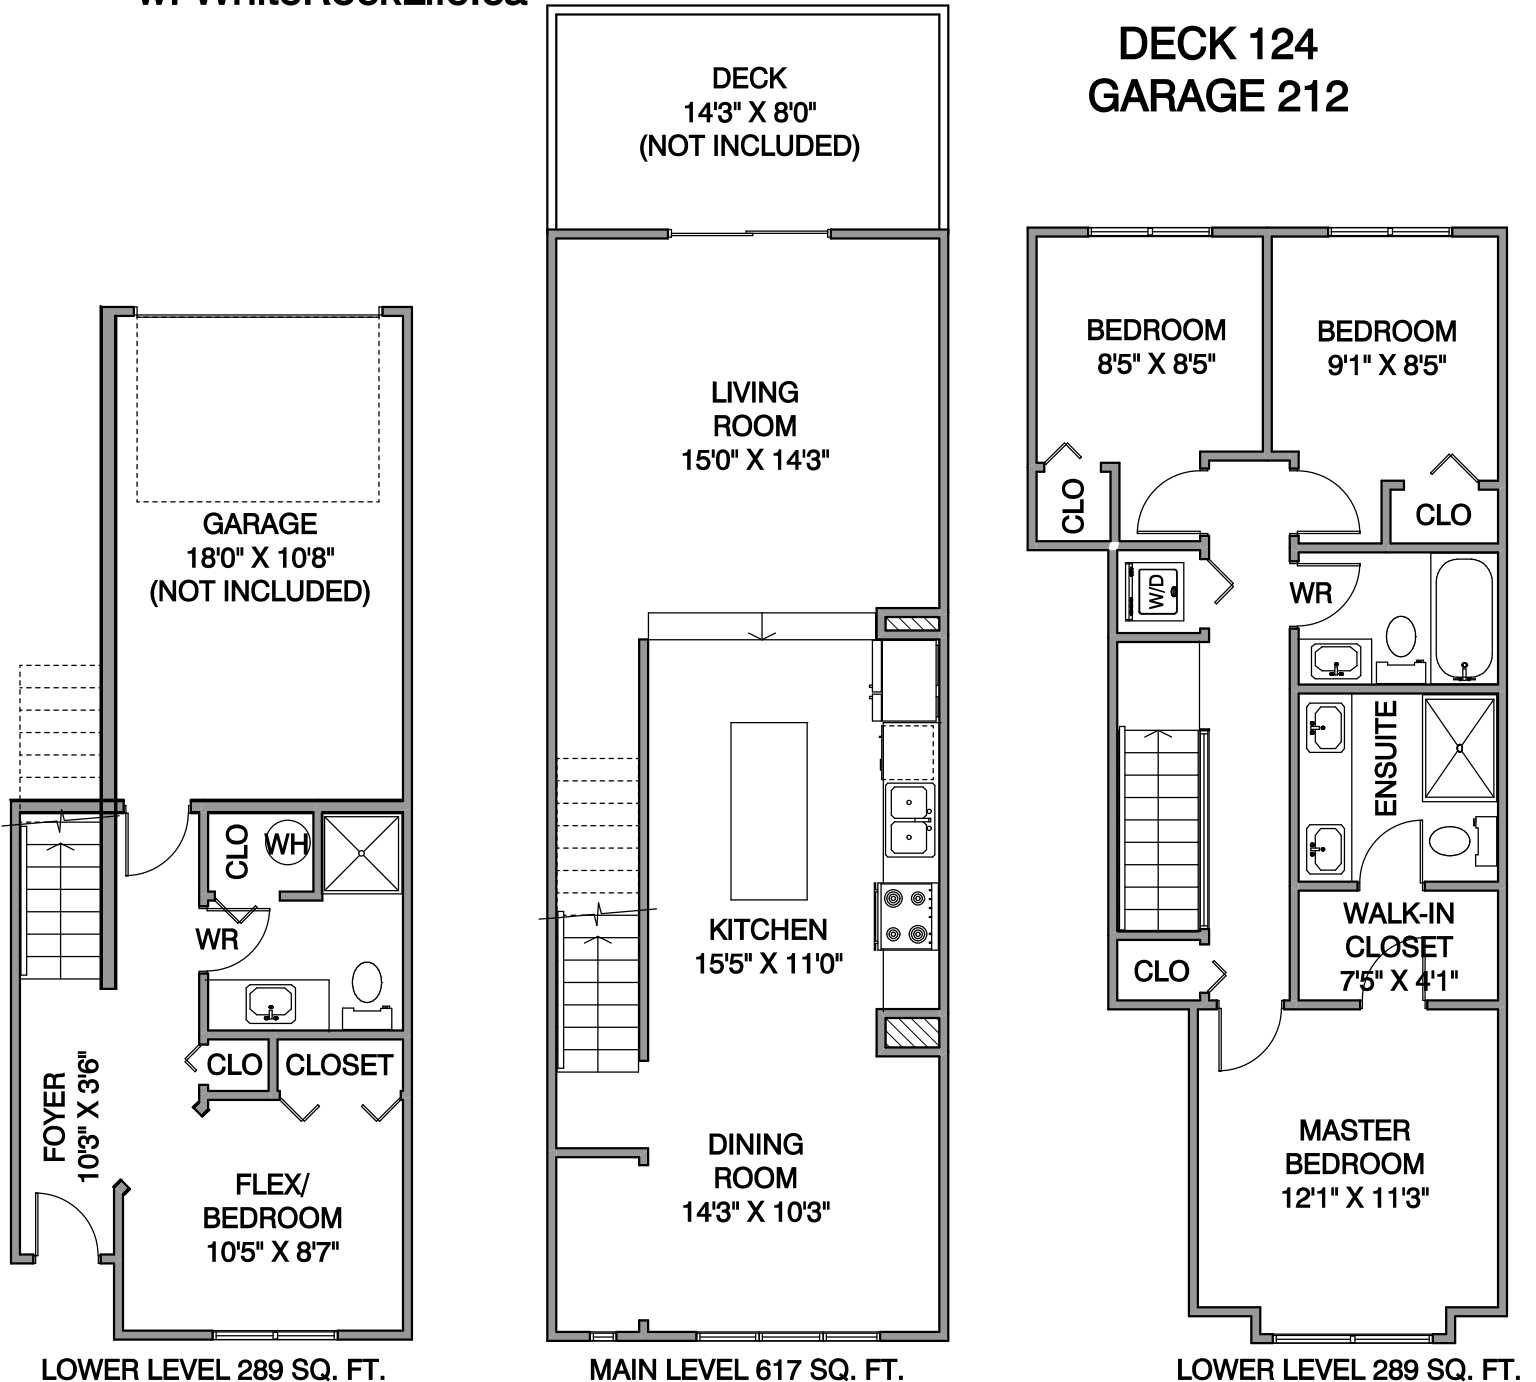 DECK 124
GARAGE 212
DECK
14'3" X 8'0"
(NOT INCLUDED)
LIVING
ROOM
15'0" X 14'3"
KITCHEN
15'5" X 11'0"
DINING
ROOM
14'3" X 10'3"
MAIN LEVEL 617 SQ. FT.
GARAGE
18'0" X 10'8"
(NOT INCLUDED)
CLO
WH
WR
CLO
CLOSET
FOYER
10'3" X 3'6"
FLEX/
BEDROOM
10'5" X 8'7"
LOWER LEVEL 289 SQ. FT.
BEDROOM
8'5" X 8'5"
BEDROOM
9'1" X 8'5"
CLO
CLO
W/D
WR
ENSUITE
WALK-IN
CLOSET
7'5" X 4'1"
CLO
MASTER
BEDROOM
12'1" X 11'3"
LOWER LEVEL 289 SQ. FT.